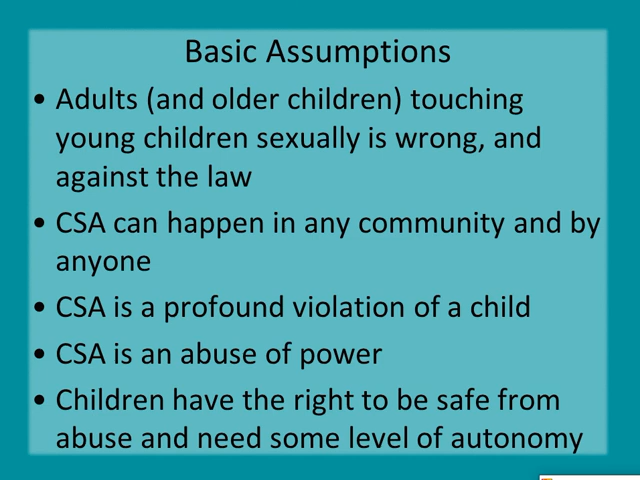 Basic Assumptions
• Adults (and older children) touching
young children sexually is wrong, and
against the law
• CSA can happen in any community and by
anyone
• CSA is a profound violation of a child
• CSA is an abuse of power
• Children have the right to be safe from
abuse and need some level of autonomy